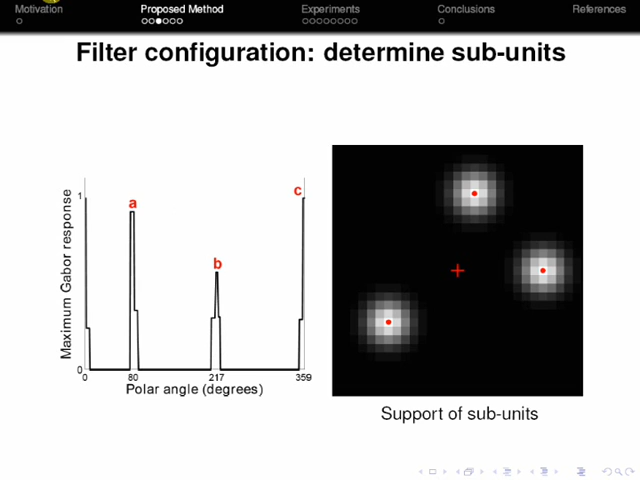 Motivation Proposed Method Experiments Conclusions References
Filter configuration: determine sub-units
Maximum Gabor response
1
0
a
b
c
0 80 217 359
Polar angle (degrees)
Support of sub-units